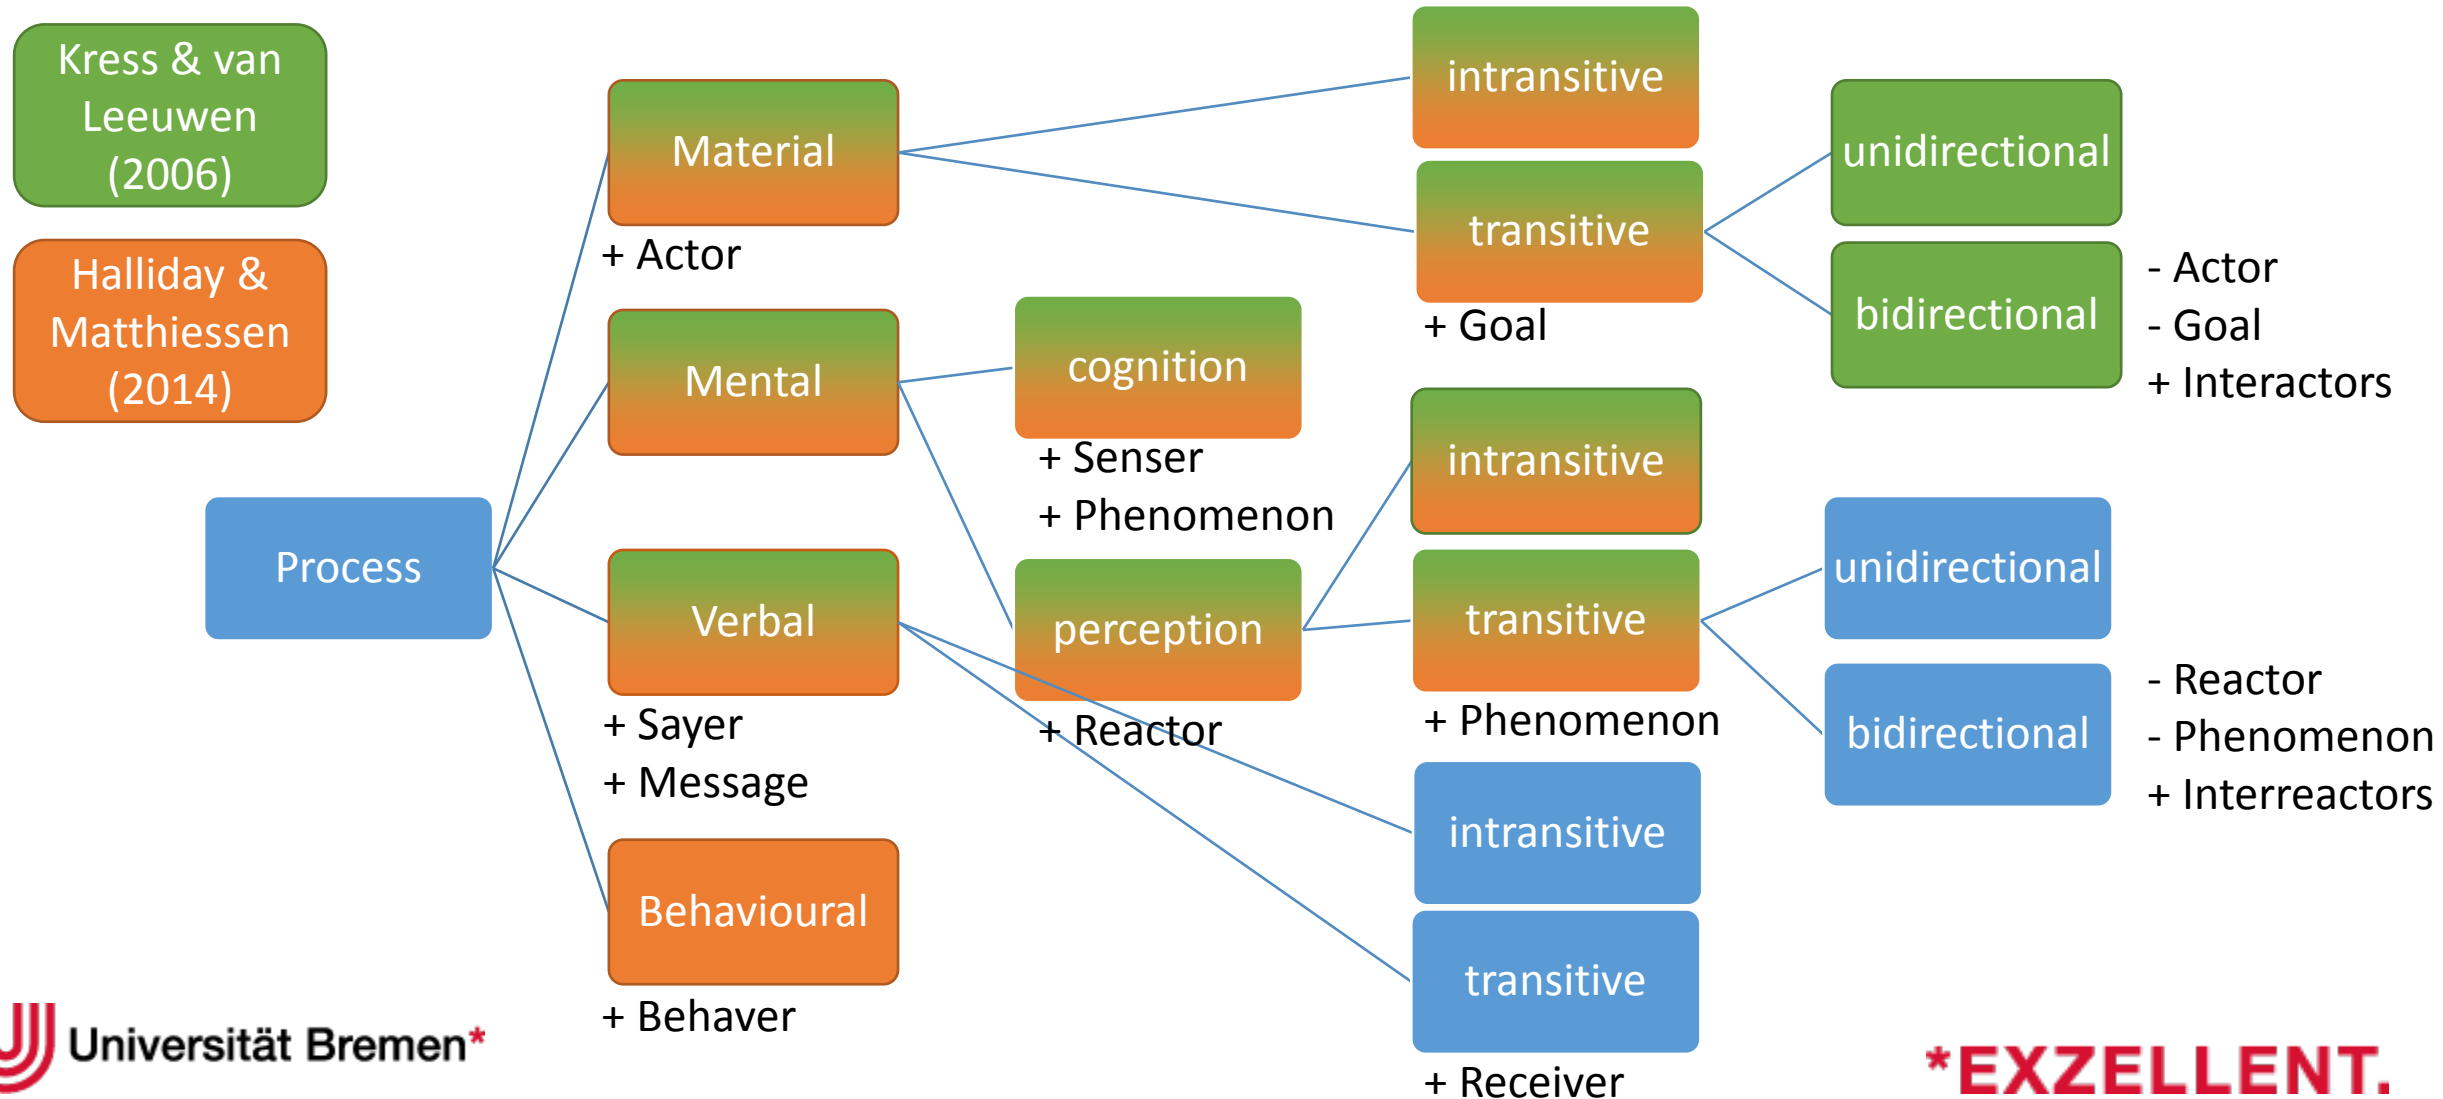 Kress & van
Leeuwen
(2006)
Halliday &
Matthiessen
(2014)
Process
Material
+ Actor
Mental
Verbal
+ Sayer
+ Message
Behavioural
+ Behaver
cognition
+ Senser
+ Phenomenon
perception
+ Reactor
intransitive
transitive
+ Goal
intransitive
transitive
+ Phenomenon
intransitive
transitive
+ Receiver
unidirectional
bidirectional
- Actor
- Goal
+ Interactors
unidirectional
bidirectional
- Reactor
- Phenomenon
+ Interreactors
Universität Bremen*
*EXZELLENT.